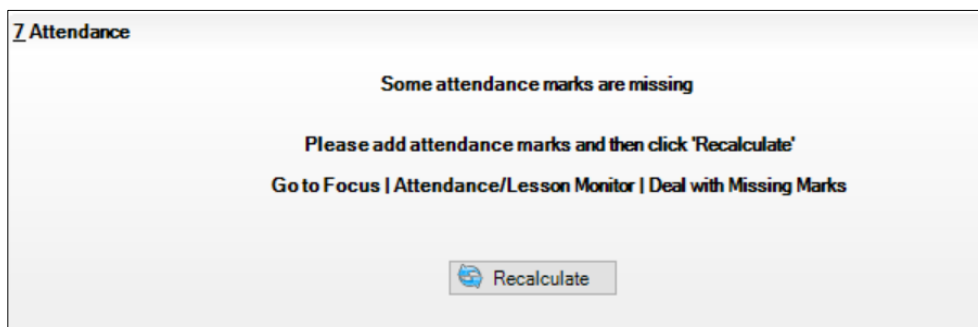 7 Attendance
Some attendance marks are missing
Please add attendance marks and then click 'Recalculate'
Go to Focus | Attendance/Lesson Monitor | Deal with Missing Marks
Recalculate